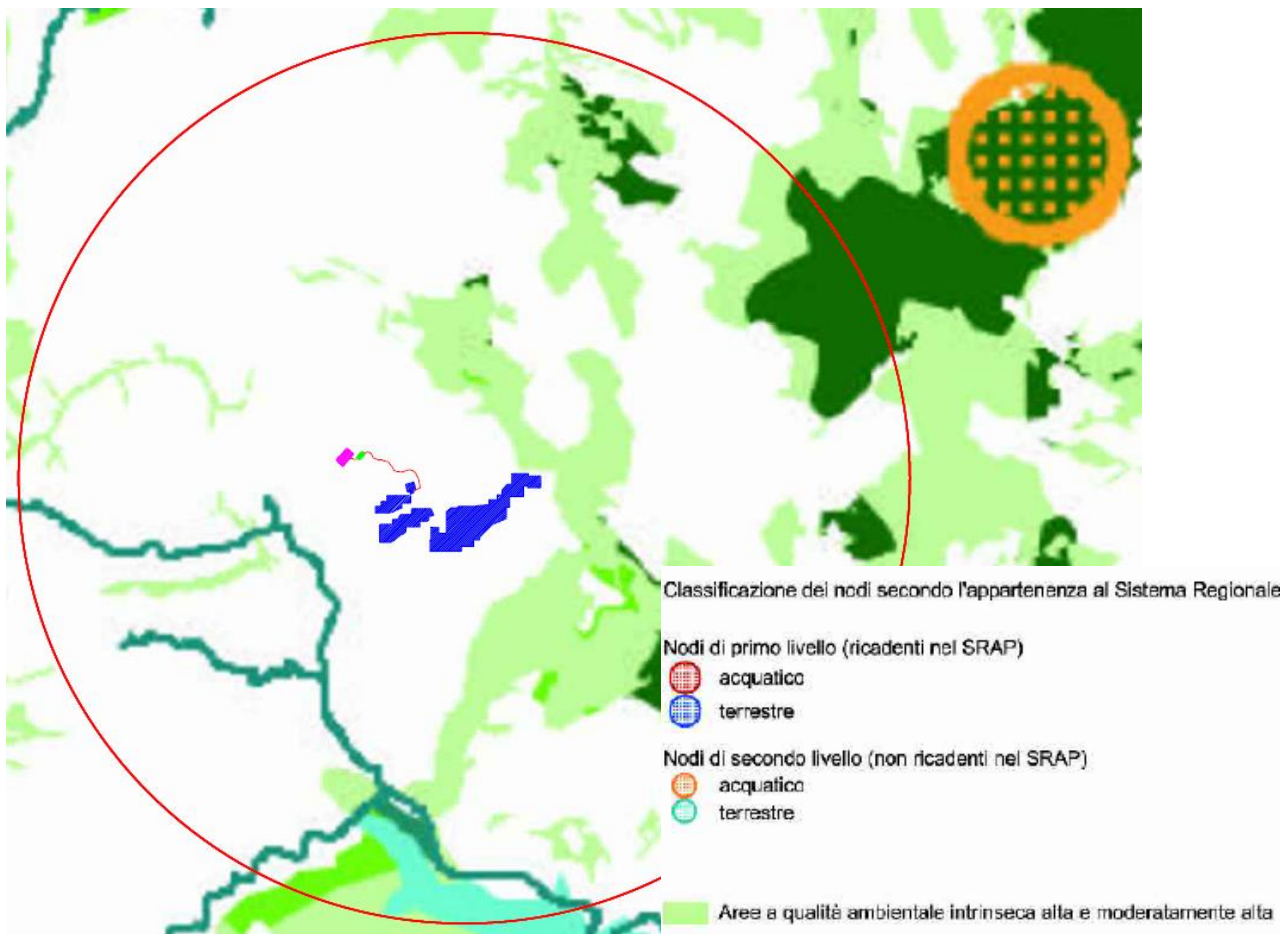 Classificazione dei nodi secondo l'appartenenza al Sistema Regionale
Nodi di primo livello (ricadenti nel SRAP)
acquatico
terrestre
Nodi di secondo livello (non ricadenti nel SRAP)
acquatico
terrestre
Aree a qualità ambientale intrinseca alta e moderatamente alta